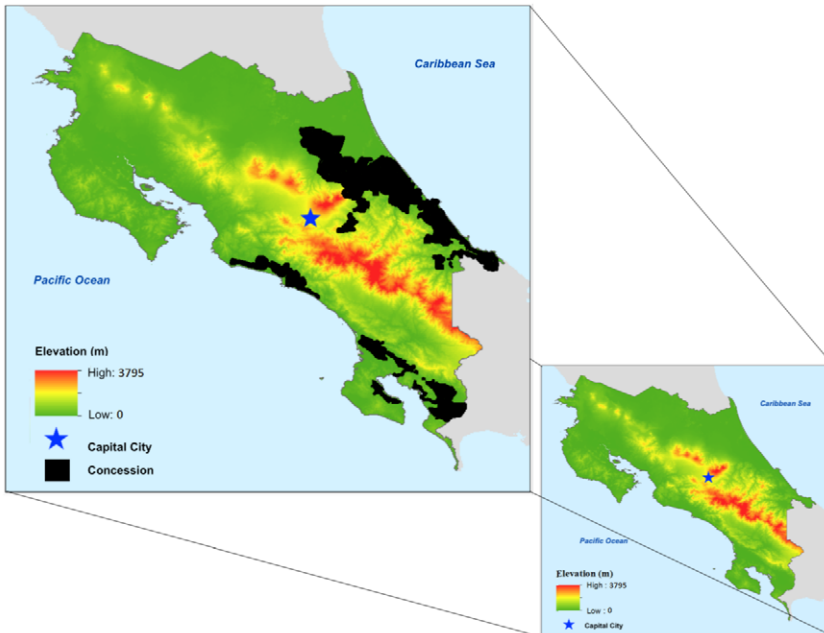 Caribbean Sea
Pacific Ocean
Elevation (m)
High: 3795
Low: 0
Capital City
Concession
Caribbean Sea
Pacific Ocean
Elevation (m)
High : 3795
Low : 0
Capital City